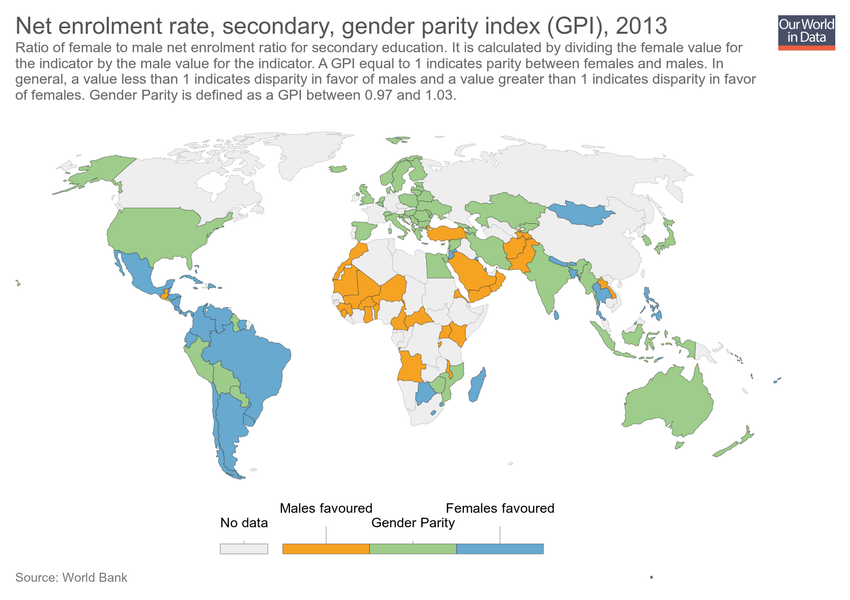 Net enrolment rate, secondary, gender parity index (GPI), 2013
Our World
in Data
Ratio of female to male net enrolment ratio for secondary education. It is calculated by dividing the female value for
the indicator by the male value for the indicator. A GPI equal to 1 indicates parity between females and males. In
general, a value less than 1 indicates disparity in favor of males and a value greater than 1 indicates disparity in favor
of females. Gender Parity is defined as a GPI between 0.97 and 1.03.
Males favoured
Females favoured
No data
Gender Parity
Source: World Bank